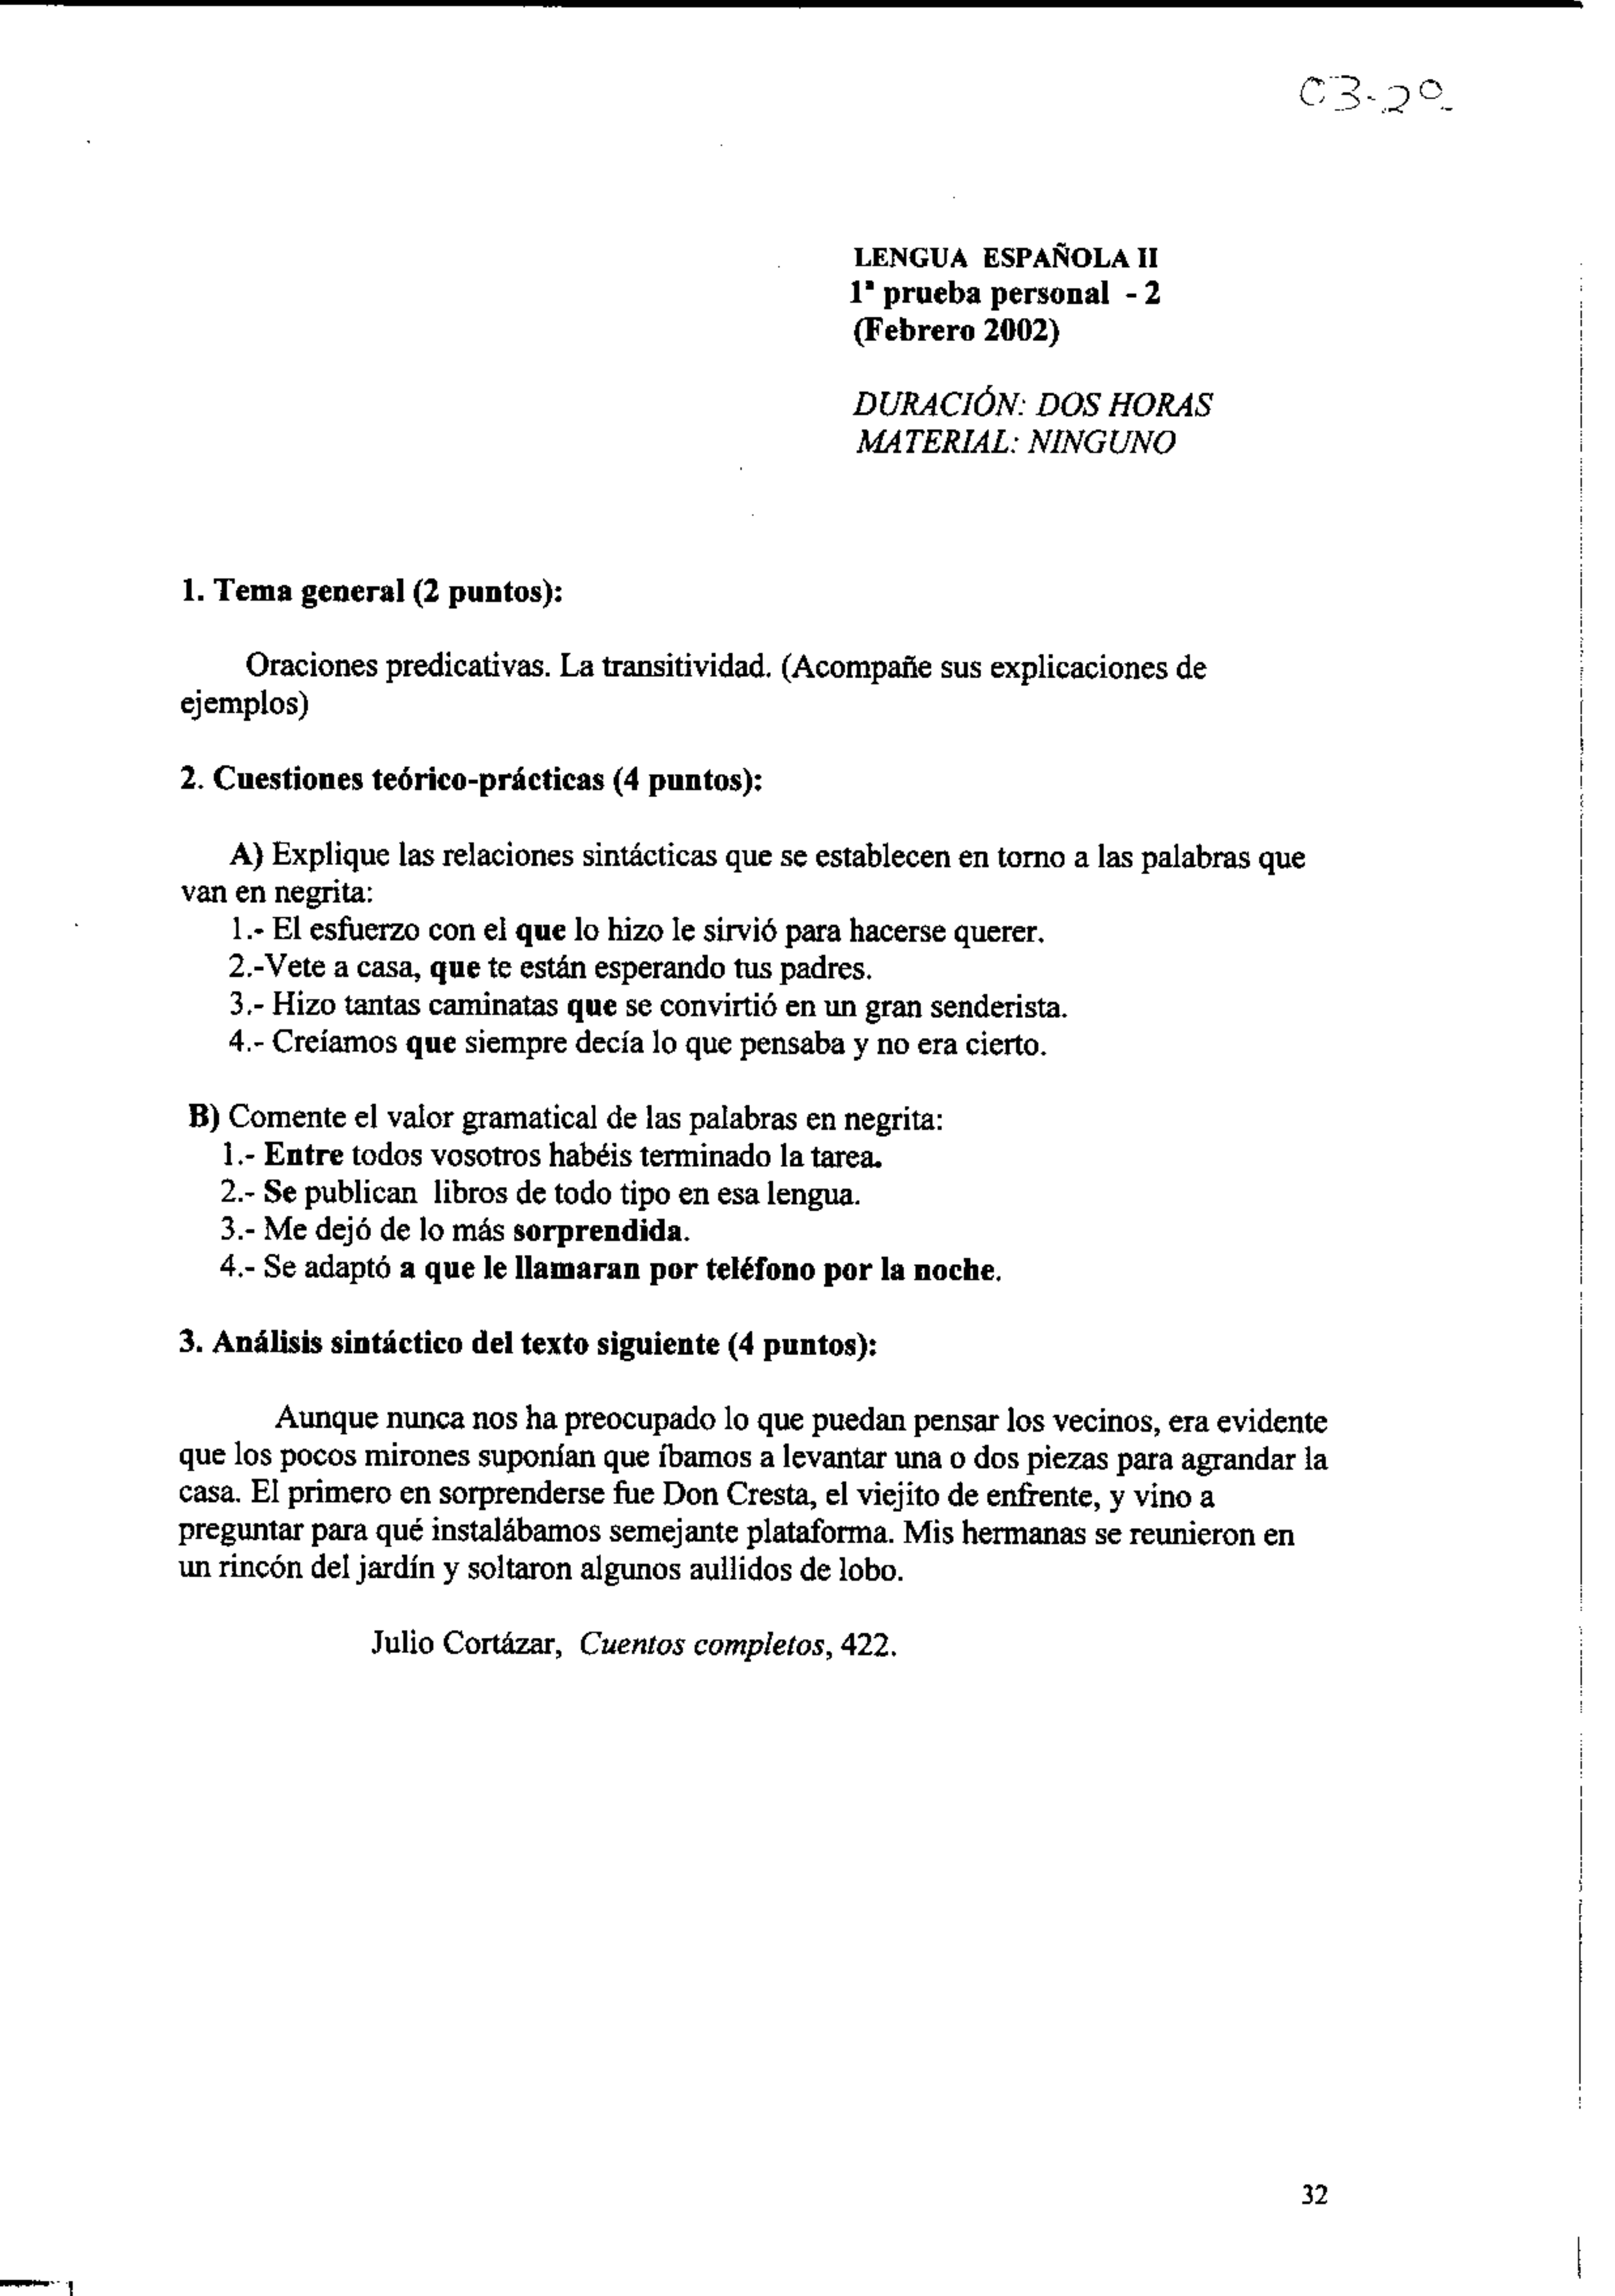 C3-2º
LENGUA ESPAÑOLA II
1ª prueba personal - 2
(Febrero 2002)
DURACIÓN: DOS HORAS
MATERIAL: NINGUNO
1. Tema general (2 puntos):
Oraciones predicativas. La transitividad. (Acompañe sus explicaciones de
ejemplos)
2. Cuestiones teórico-prácticas (4 puntos):
A) Explique las relaciones sintácticas que se establecen en torno a las palabras que
van en negrita:
1.- El esfuerzo con el que lo hizo le sirvió para hacerse querer.
2.-Vete a casa, que te están esperando tus padres.
3.- Hizo tantas caminatas que se convirtió en un gran senderista.
4.- Creíamos que siempre decía lo que pensaba y no era cierto.
B) Comente el valor gramatical de las palabras en negrita:
1.- Entre todos vosotros habéis terminado la tarea.
2.- Se publican libros de todo tipo en esa lengua.
3.- Me dejó de lo más sorprendida.
4.- Se adaptó a que le llamaran por teléfono por la noche.
3. Análisis sintáctico del texto siguiente (4 puntos):
Aunque nunca nos ha preocupado lo que puedan pensar los vecinos, era evidente
que los pocos mirones suponían que íbamos a levantar una o dos piezas para agrandar la
casa. El primero en sorprenderse fue Don Cresta, el viejito de enfrente, y vino a
preguntar para qué instalábamos semejante plataforma. Mis hermanas se reunieron en
un rincón del jardín y soltaron algunos aullidos de lobo.
Julio Cortázar, Cuentos completos, 422.
32